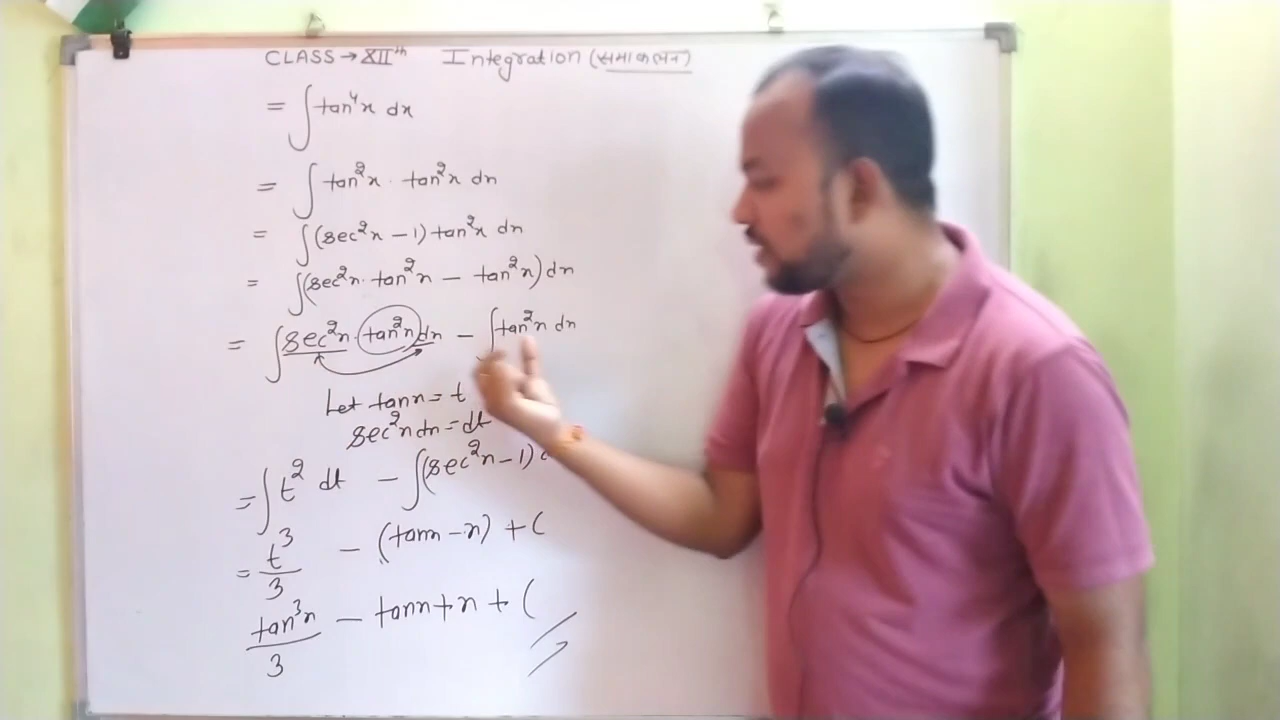 CLASS → XIIth Integration (समाकलन)
= ∫ tan⁴x dx
= ∫ tan²x · tan²x dx
= ∫ (sec²x − 1) tan²x dx
= ∫ (sec²x · tan²x − tan²x) dx
= ∫ sec²x · tan²x dx − ∫ tan²x dx
Let tanx = t
sec²x dx = dt
= ∫ t² dt − ∫ (sec²x − 1)
= t³/3 − (tanx − x) + C
tan³x/3 − tanx + x + C